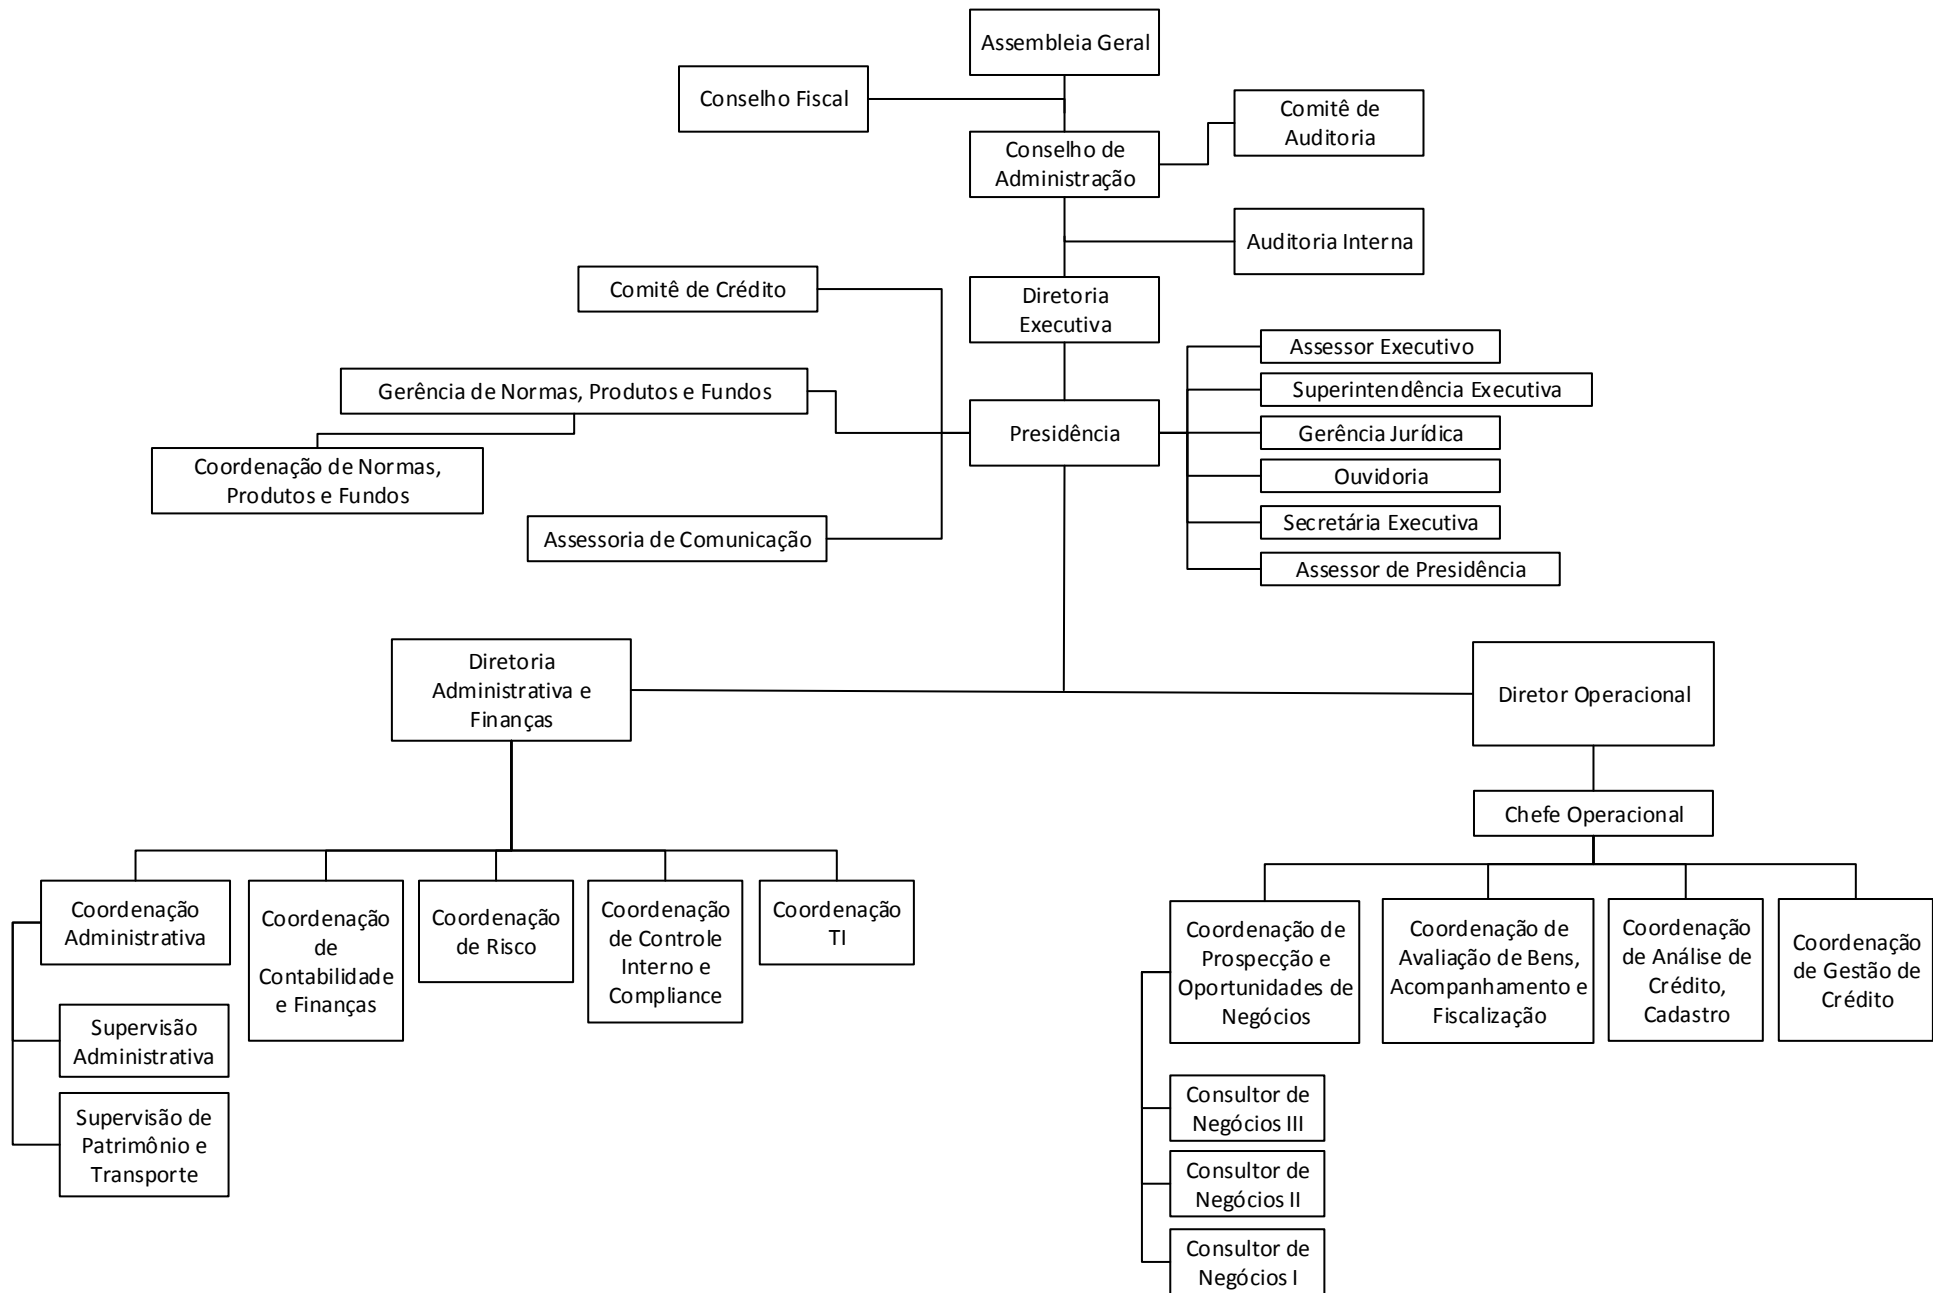 Assembleia Geral
Conselho Fiscal
Comitê de
Auditoria
Conselho de
Administração
Auditoria Interna
Comitê de Crédito
Diretoria
Executiva
Assessor Executivo
Gerência de Normas, Produtos e Fundos
Superintendência Executiva
Presidência
Gerência Jurídica
Coordenação de Normas,
Produtos e Fundos
Ouvidoria
Secretária Executiva
Assessoria de Comunicação
Assessor de Presidência
Diretoria
Administrativa e
Finanças
Diretor Operacional
Chefe Operacional
Coordenação
Administrativa
Coordenação
de
Contabilidade
e Finanças
Coordenação
de Risco
Coordenação
de Controle
Interno e
Compliance
Coordenação
TI
Coordenação de
Prospecção e
Oportunidades de
Negócios
Coordenação de
Avaliação de Bens,
Acompanhamento e
Fiscalização
Coordenação
de Análise de
Crédito,
Cadastro
Coordenação
de Gestão de
Crédito
Supervisão
Administrativa
Supervisão de
Patrimônio e
Transporte
Consultor de
Negócios III
Consultor de
Negócios II
Consultor de
Negócios I